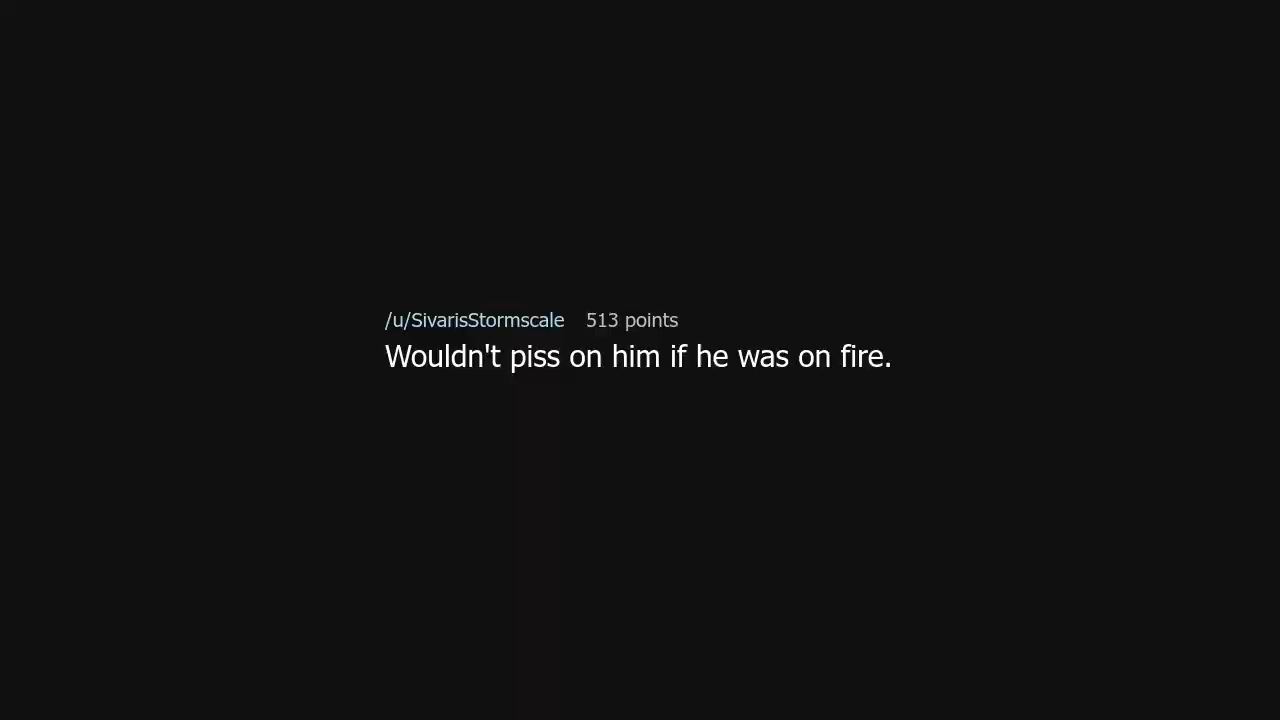 /u/SivarisStormscale 513 points
Wouldn't piss on him if he was on fire.